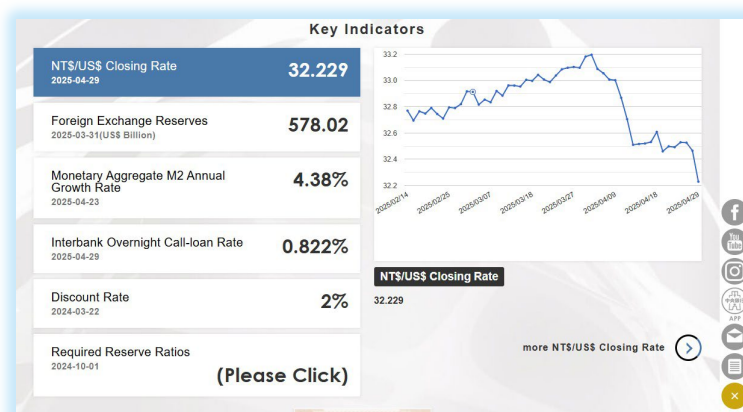 Key Indicators
NT$/US$ Closing Rate
2025-04-29
32.229
Foreign Exchange Reserves
2025-03-31(US$ Billion)
578.02
Monetary Aggregate M2 Annual
Growth Rate
2025-04-23
4.38%
Interbank Overnight Call-loan Rate
2025-04-29
0.822%
Discount Rate
2024-03-22
2%
Required Reserve Ratios
2024-10-01
(Please Click)
33.2
33.0
32.8
32.6
32.4
32.2
2025/02/14
2025/02/25
2025/03/07
2025/03/18
2025/03/27
2025/04/09
2025/04/18
2025/04/29
NT$/US$ Closing Rate
32.229
more NT$/US$ Closing Rate
You
Tube
APP